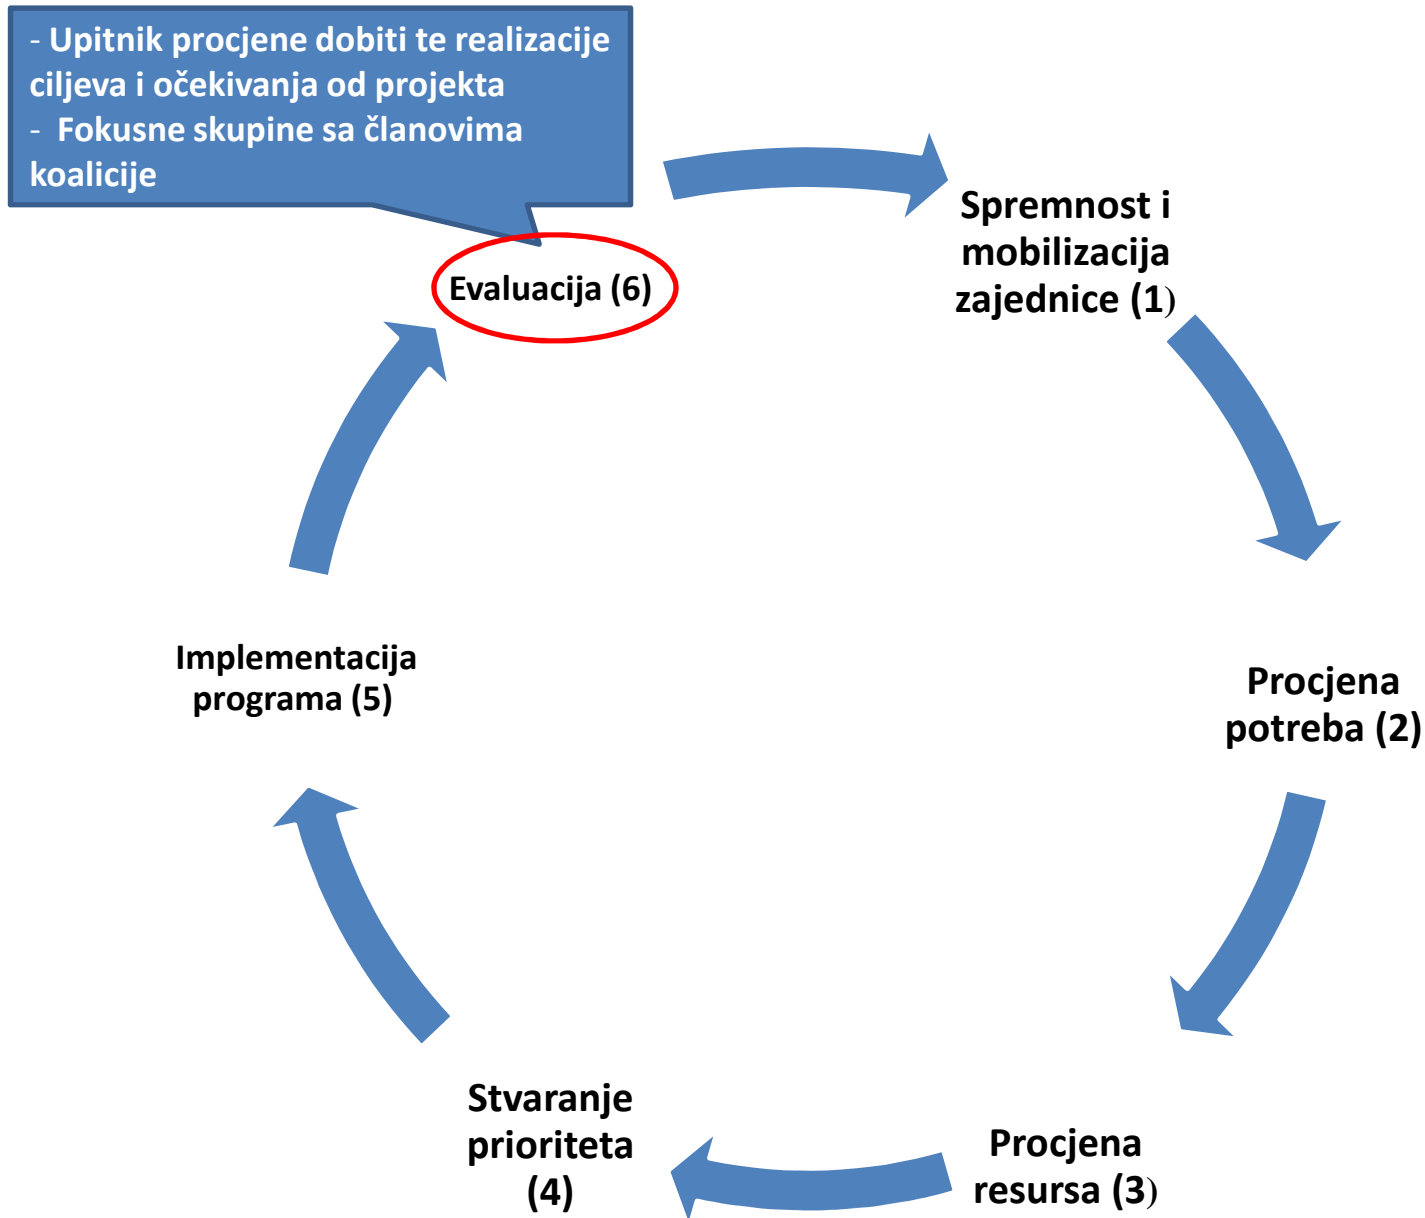 - Upitnik procjene dobiti te realizacije
ciljeva i očekivanja od projekta
- Fokusne skupine sa članovima
koalicije
Evaluacija (6)
Spremnost i
mobilizacija
zajednice (1)
Procjena
potreba (2)
Procjena
resursa (3)
Stvaranje
prioriteta
(4)
Implementacija
programa (5)